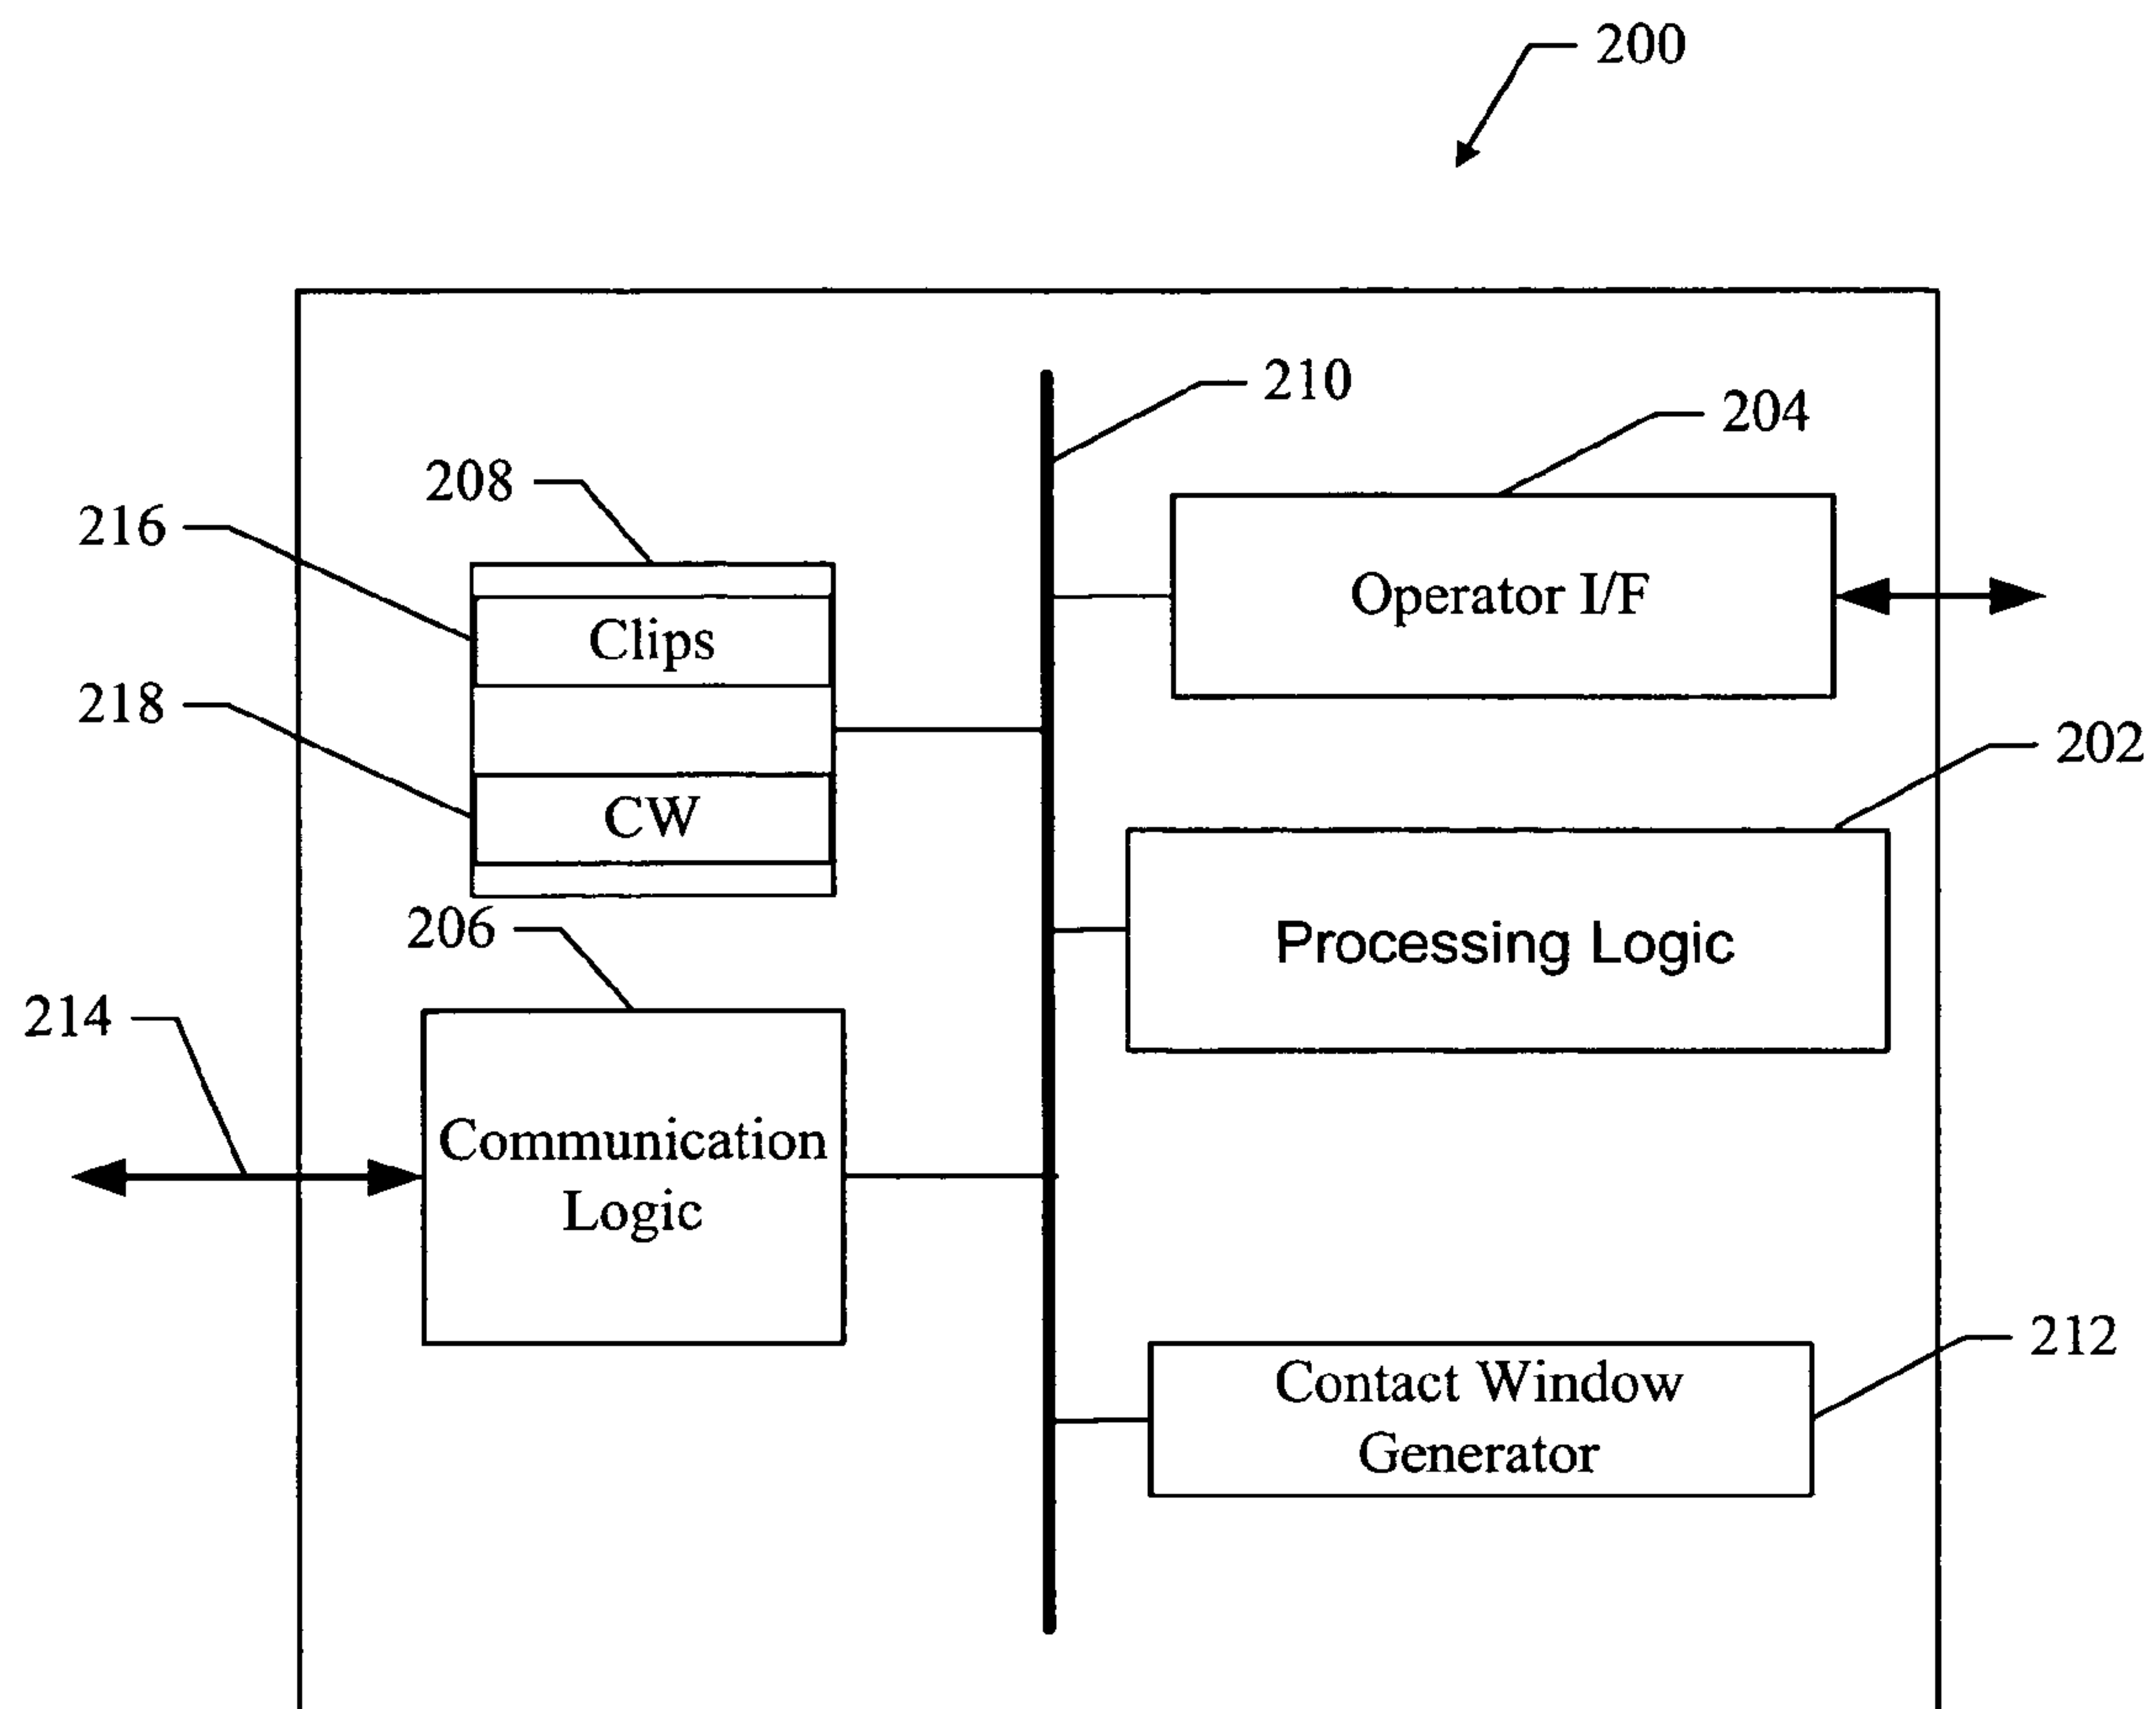 200
210
204
208
216
Operator I/F
Clips
218
202
CW
206
Processing Logic
214
Communication
Logic
212
Contact Window
Generator